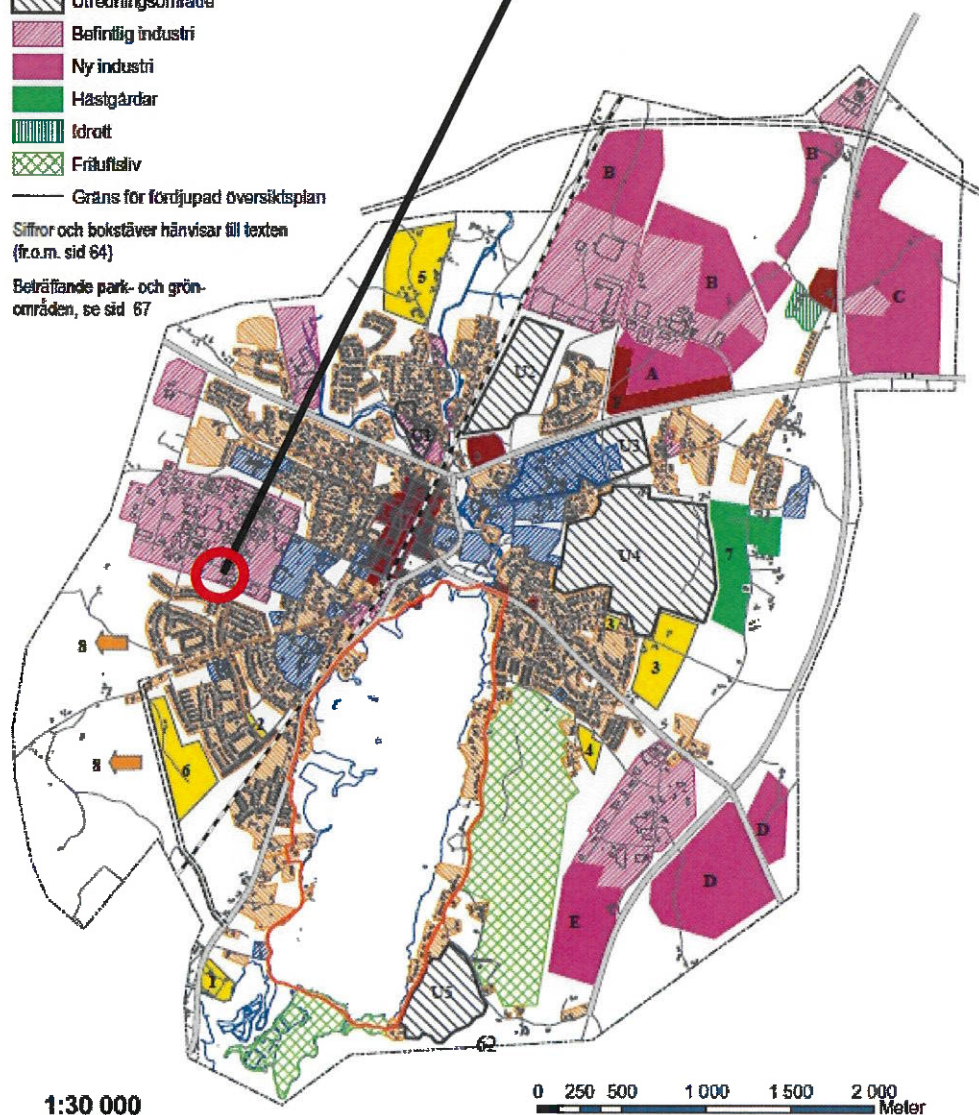 Utredningsområde
Befintlig industri
Ny industri
Hästgårdar
Idrott
Friluftsliv
Gräns för fördjupad översiktsplan
Siffror och bokstäver hänvisar till texten
(fr.o.m. sid 64)
Beträffande park- och grön-
områden, se sid 67
B
B
5
B
C
U2
A
U1
U3
U4
7
3
2
4
6
8
8
D
D
E
1
U5
62
1:30 000
0 250 500 1 000 1 500 2 000
Meter